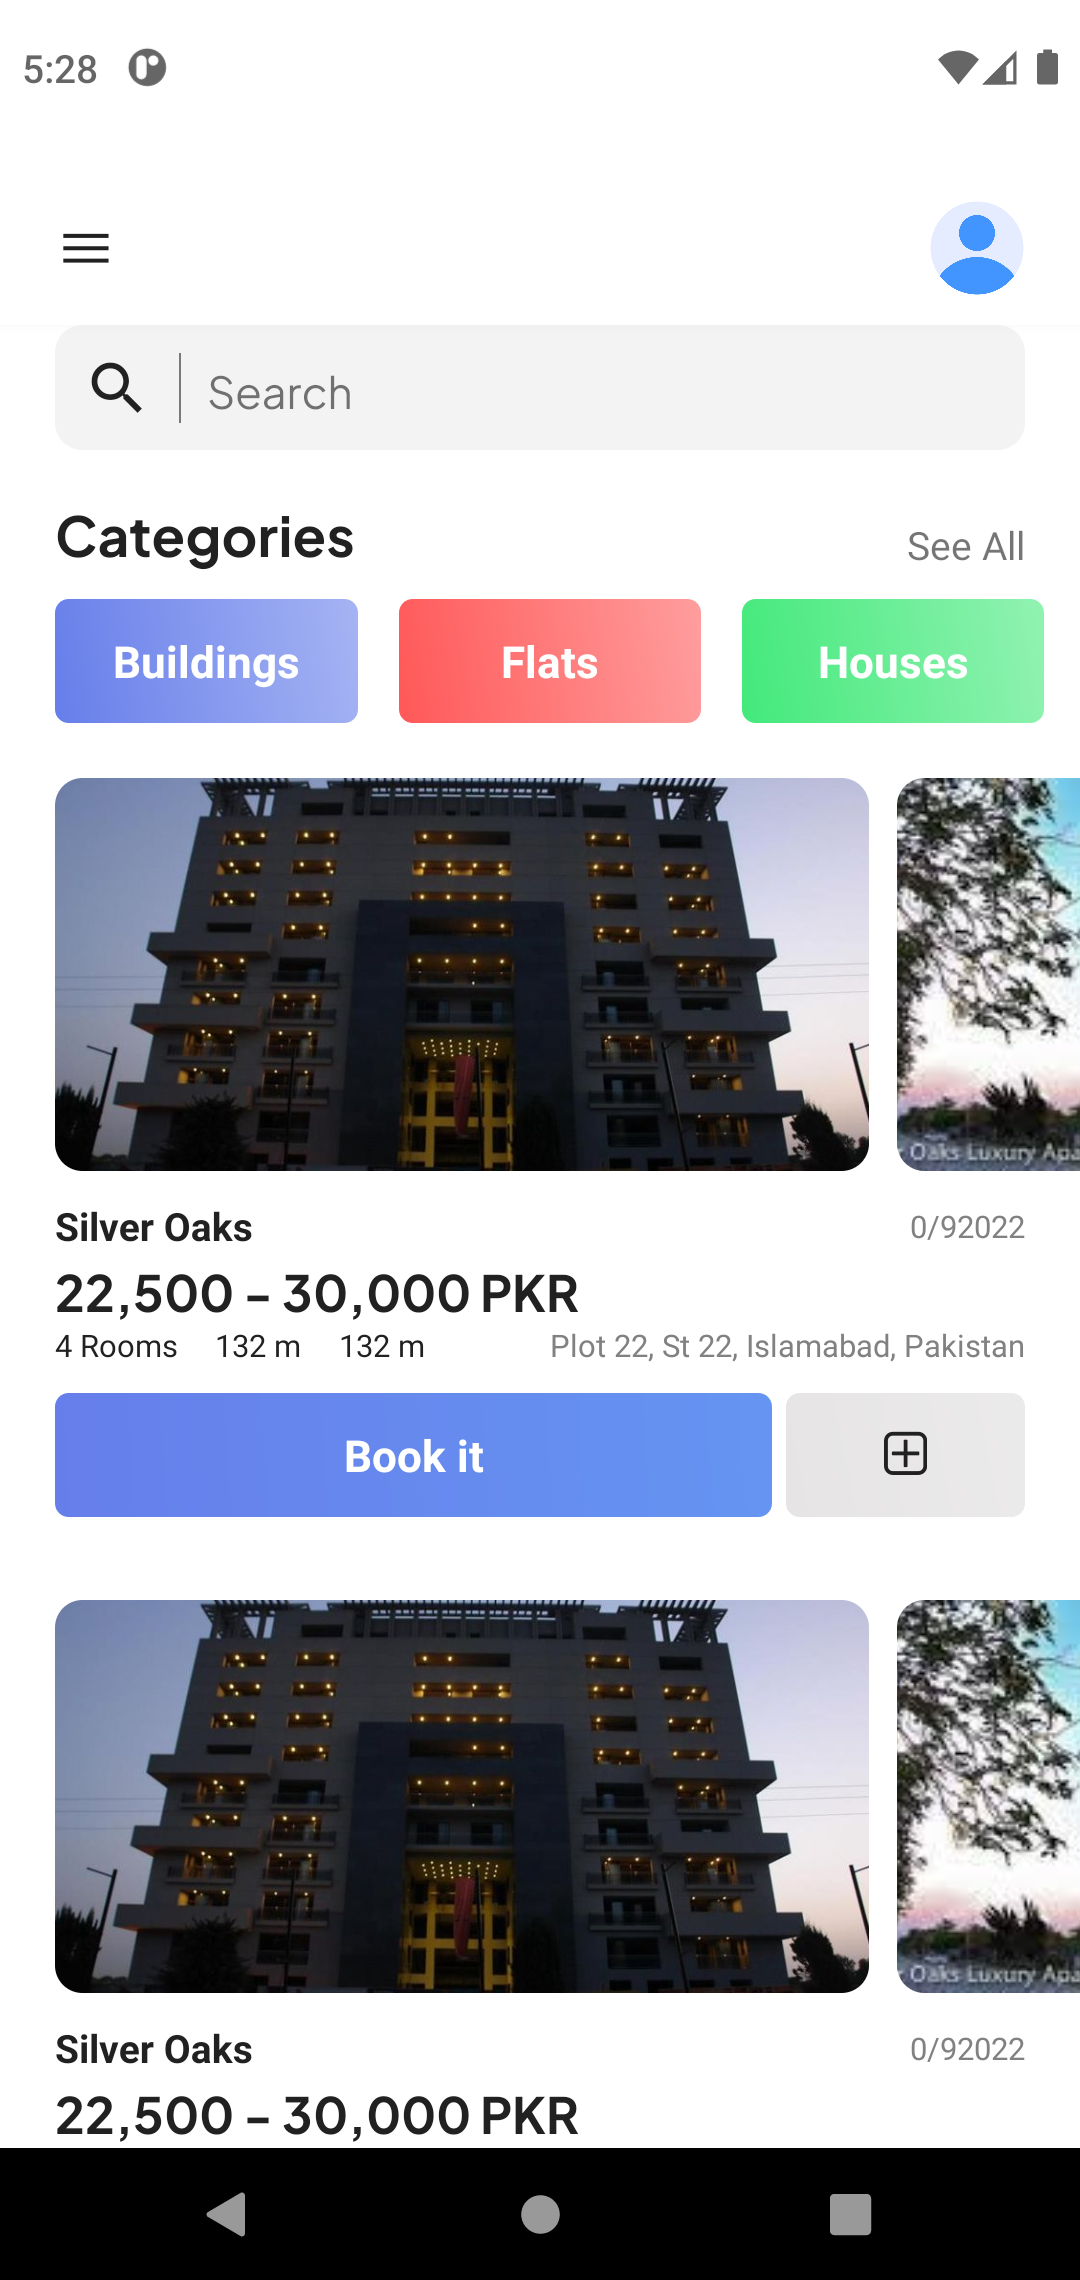 5:28
Search
Categories
See All
Buildings
Flats
Houses
Oaks Luxury Apa
Silver Oaks
0/92022
22,500 – 30,000 PKR
4 Rooms 132 m 132 m Plot 22, St 22, Islamabad, Pakistan
Book it
Oaks Luxury Apa
Silver Oaks
0/92022
22,500 – 30,000 PKR